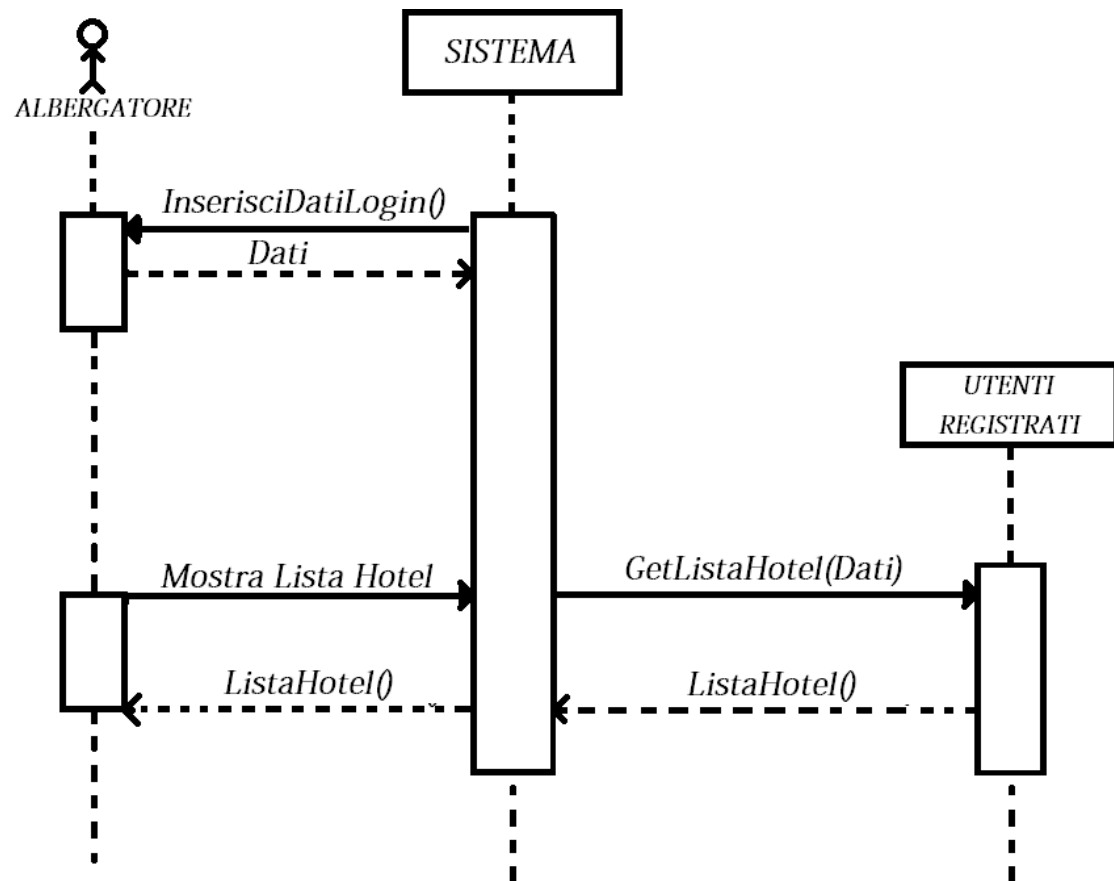 SISTEMA
ALBERGATORE
InserisciDatiLogin()
Dati
UTENTI
REGISTRATI
Mostra Lista Hotel
GetListaHotel(Dati)
ListaHotel()
ListaHotel()